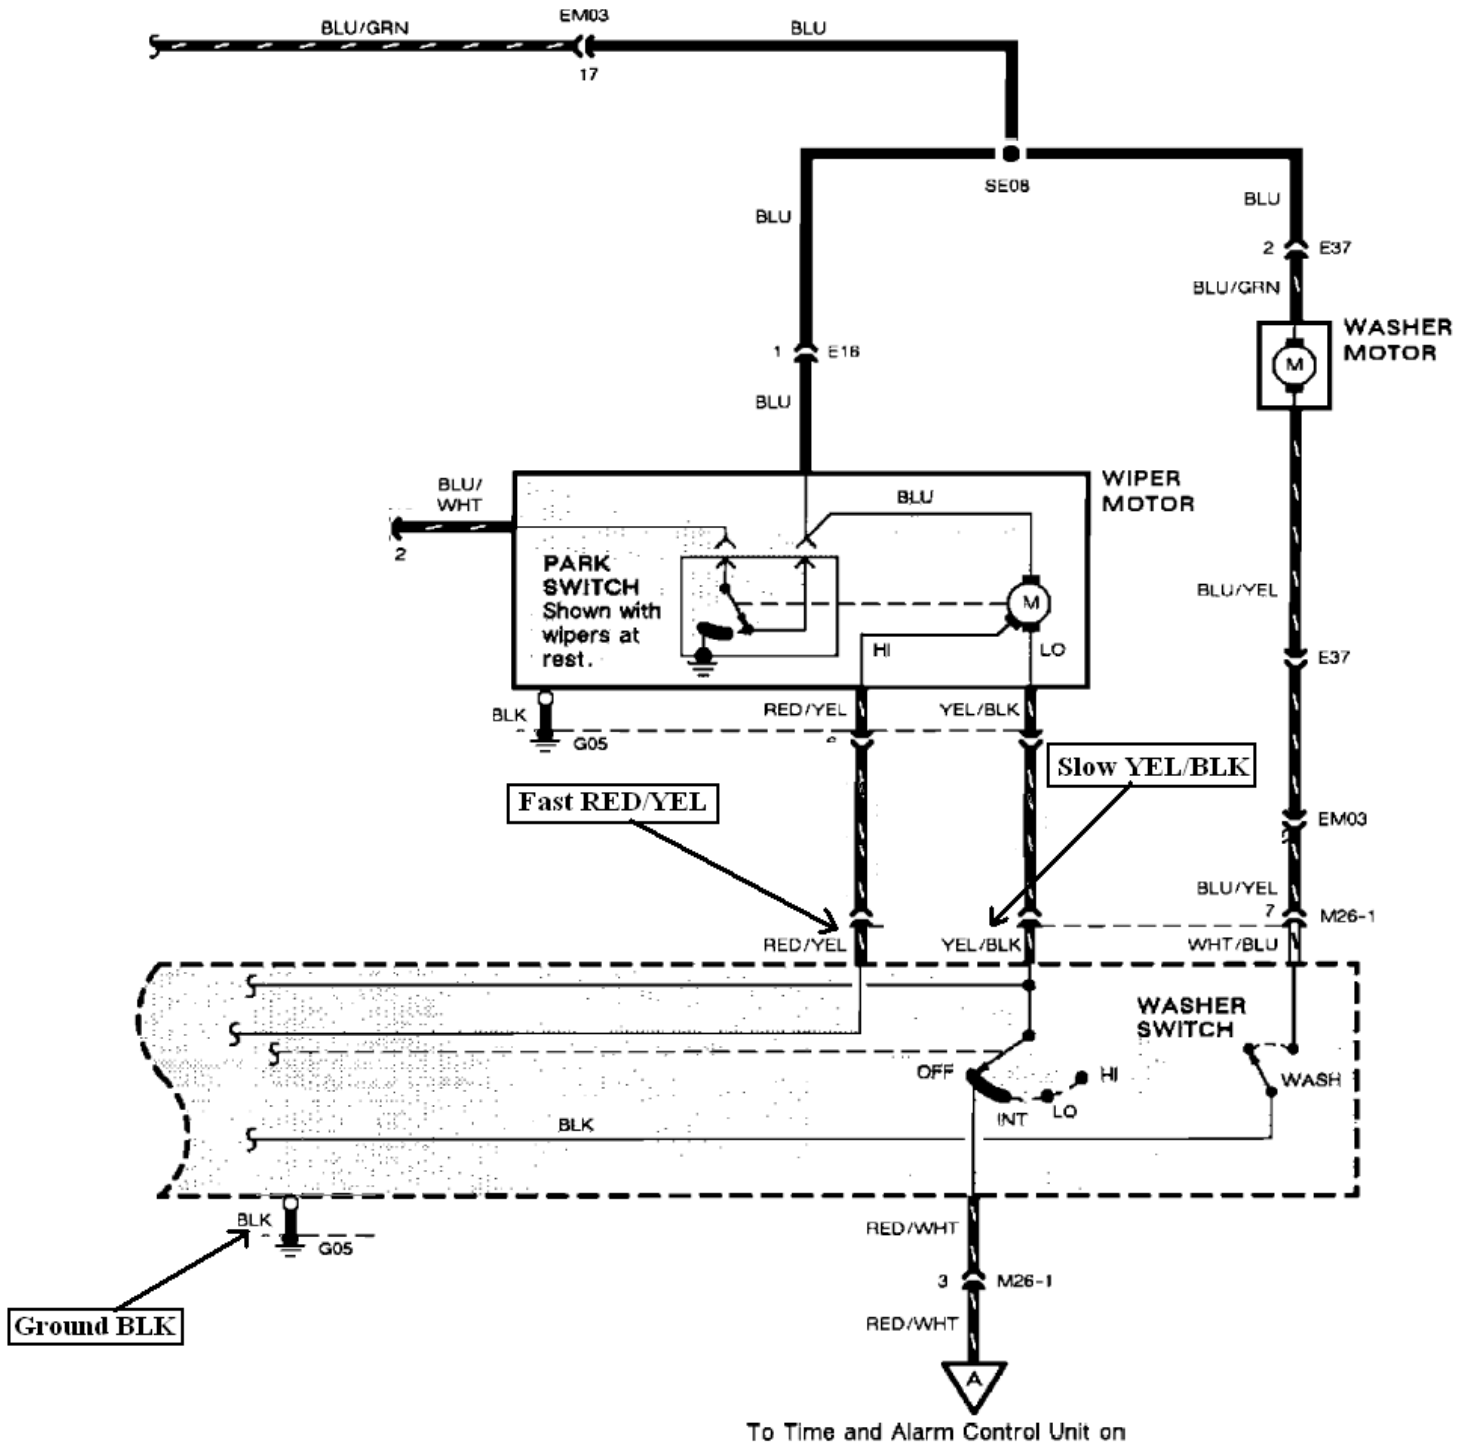 EM03
BLU/GRN
BLU
17
SE08
BLU
BLU
2
E37
BLU/GRN
1
E16
WASHER
MOTOR
M
BLU
BLU/
WHT
2
WIPER
MOTOR
BLU
PARK
SWITCH
Shown with
wipers at
rest.
M
HI
LO
BLU/YEL
E37
BLK
G05
RED/YEL
YEL/BLK
Slow YEL/BLK
Fast RED/YEL
EM03
BLU/YEL
7
M26-1
RED/YEL
YEL/BLK
WHT/BLU
WASHER
SWITCH
OFF
HI
WASH
INT
LO
BLK
BLK
G05
RED/WHT
3
M26-1
Ground BLK
RED/WHT
A
To Time and Alarm Control Unit on